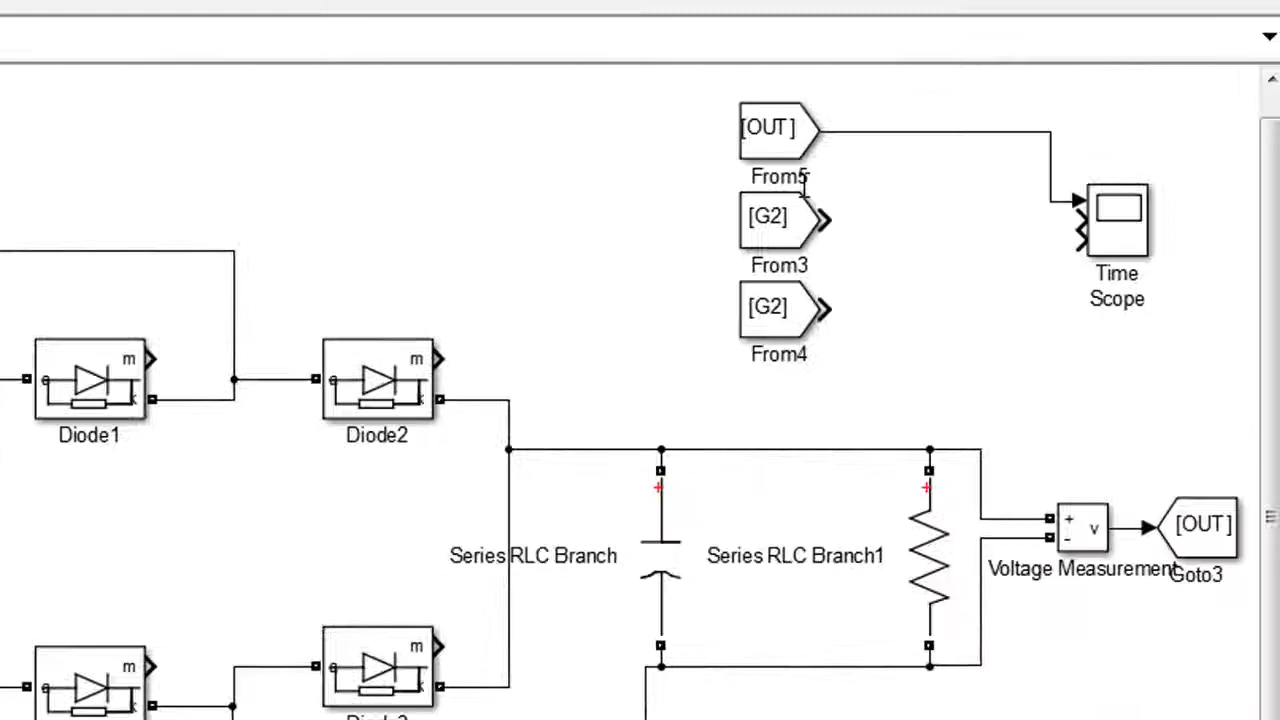 [OUT]
From5
[G2]
From3
[G2]
From4
Time
Scope
m
a
k
Diode1
m
a
k
Diode2
Series RLC Branch
+
Series RLC Branch1
+
+
-
v
Voltage Measurement
[OUT]
Goto3
m
a
k
m
a
k